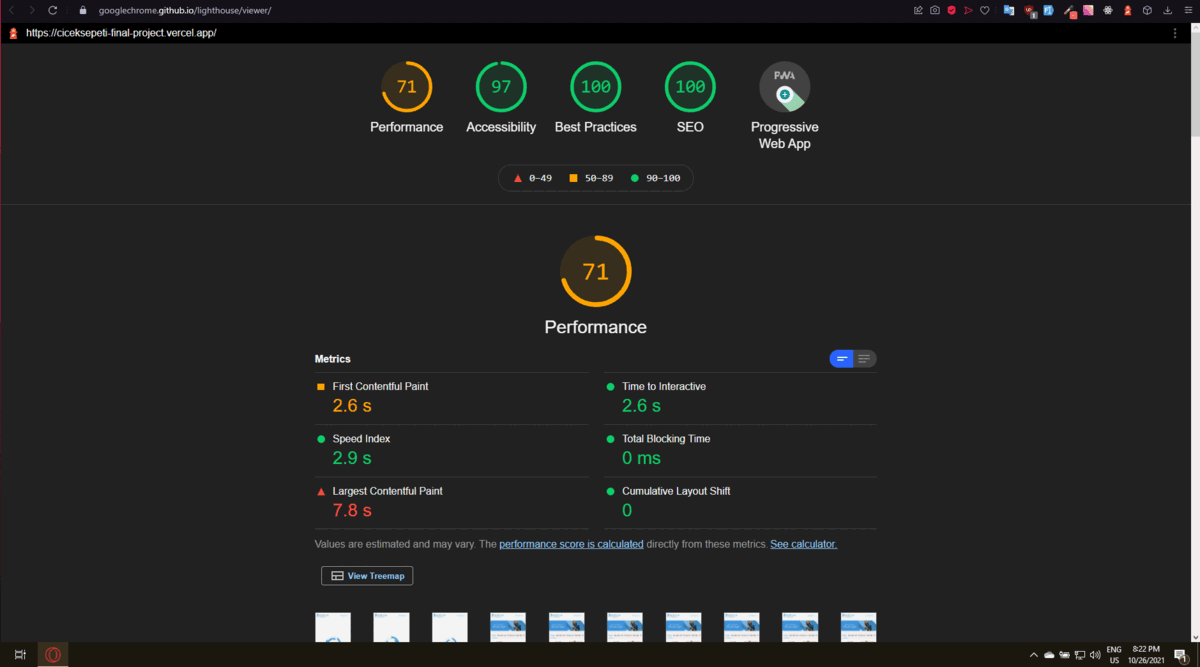 googlechrome.github.io/lighthouse/viewer/
https://ciceksepeti-final-project.vercel.app/
71
97
100
100
PWA
Performance
Accessibility
Best Practices
SEO
Progressive
Web App
0–49
50–89
90–100
71
Performance
Metrics
First Contentful Paint
2.6 s
Time to Interactive
2.6 s
Speed Index
2.9 s
Total Blocking Time
0 ms
Largest Contentful Paint
7.8 s
Cumulative Layout Shift
0
Values are estimated and may vary. The performance score is calculated directly from these metrics. See calculator.
View Treemap
ENG
US
8:22 PM
10/26/2021